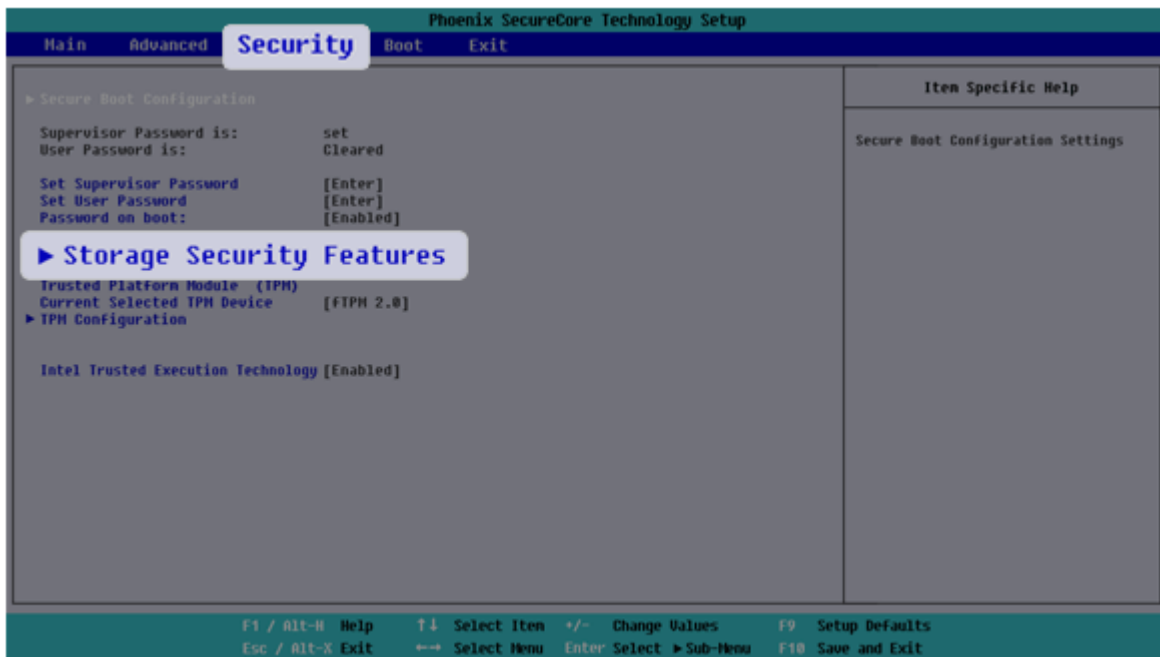 Phoenix SecureCore Technology Setup
Main Advanced Security Boot Exit
▶ Secure Boot Configuration
Supervisor Password is: set
User Password is: Cleared
Set Supervisor Password [Enter]
Set User Password [Enter]
Password on boot: [Enabled]
▶ Storage Security Features
Trusted Platform Module (TPM)
Current Selected TPM Device [fTPM 2.0]
▶ TPM Configuration
Intel Trusted Execution Technology [Enabled]
Item Specific Help
Secure Boot Configuration Settings
F1 / Alt-H Help ↑↓ Select Item +/- Change Values F9 Setup Defaults
Esc / Alt-X Exit ←→ Select Menu Enter Select ▶ Sub-Menu F10 Save and Exit